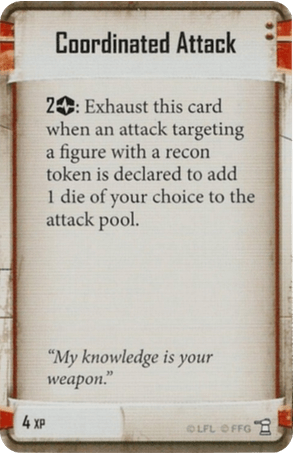 Coordinated Attack
2: Exhaust this card
when an attack targeting
a figure with a recon
token is declared to add
1 die of your choice to the
attack pool.
“My knowledge is your
weapon.”
4 XP
© LFL © FFG